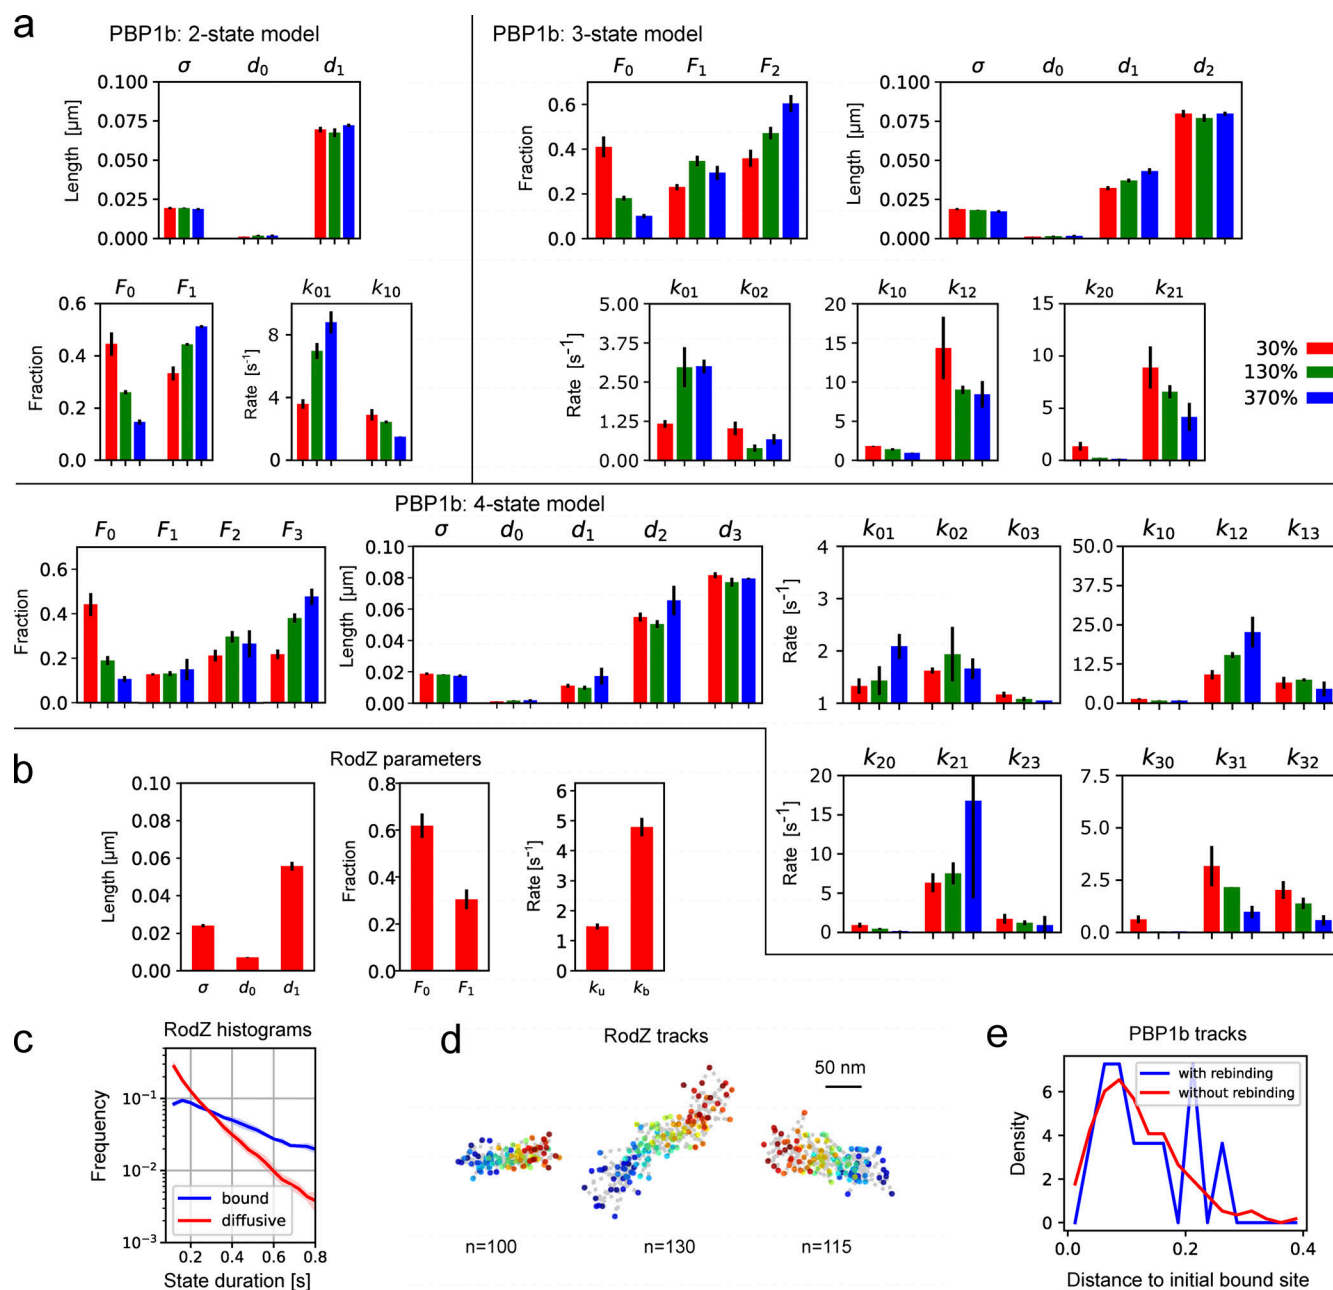 a
PBP1b: 2-state model
σ d0 d1
Length [µm]
0.100
0.075
0.050
0.025
0.000
F0 F1
Fraction
0.6
0.4
0.2
0.0
k01 k10
Rate [s⁻¹]
8
4
0
PBP1b: 3-state model
F0 F1 F2
Fraction
0.6
0.4
0.2
0.0
σ d0 d1 d2
Length [µm]
0.100
0.075
0.050
0.025
0.000
k01 k02
Rate [s⁻¹]
5.00
3.75
2.50
1.25
0.00
k10 k12
20
15
10
5
0
k20 k21
15
10
5
0
30%
130%
370%
PBP1b: 4-state model
F0 F1 F2 F3
Fraction
0.6
0.4
0.2
0.0
σ d0 d1 d2 d3
Length [µm]
0.10
0.08
0.06
0.04
0.02
0.00
k01 k02 k03
Rate [s⁻¹]
4
3
2
1
k10 k12 k13
50.0
37.5
25.0
12.5
0.0
k20 k21 k23
Rate [s⁻¹]
20
15
10
5
0
k30 k31 k32
7.5
5.0
2.5
0.0
b
RodZ parameters
Length [µm]
0.10
0.08
0.06
0.04
0.02
0.00
σ d0 d1
Fraction
0.8
0.6
0.4
0.2
0.0
F0 F1
Rate [s⁻¹]
6
5
4
3
2
1
0
ku kb
c
RodZ histograms
Frequency
10⁻¹
10⁻²
10⁻³
bound
diffusive
0.2 0.4 0.6 0.8
State duration [s]
d
RodZ tracks
50 nm
n=100 n=130 n=115
e
PBP1b tracks
with rebinding
without rebinding
Density
6
4
2
0
0.0 0.2 0.4
Distance to initial bound site